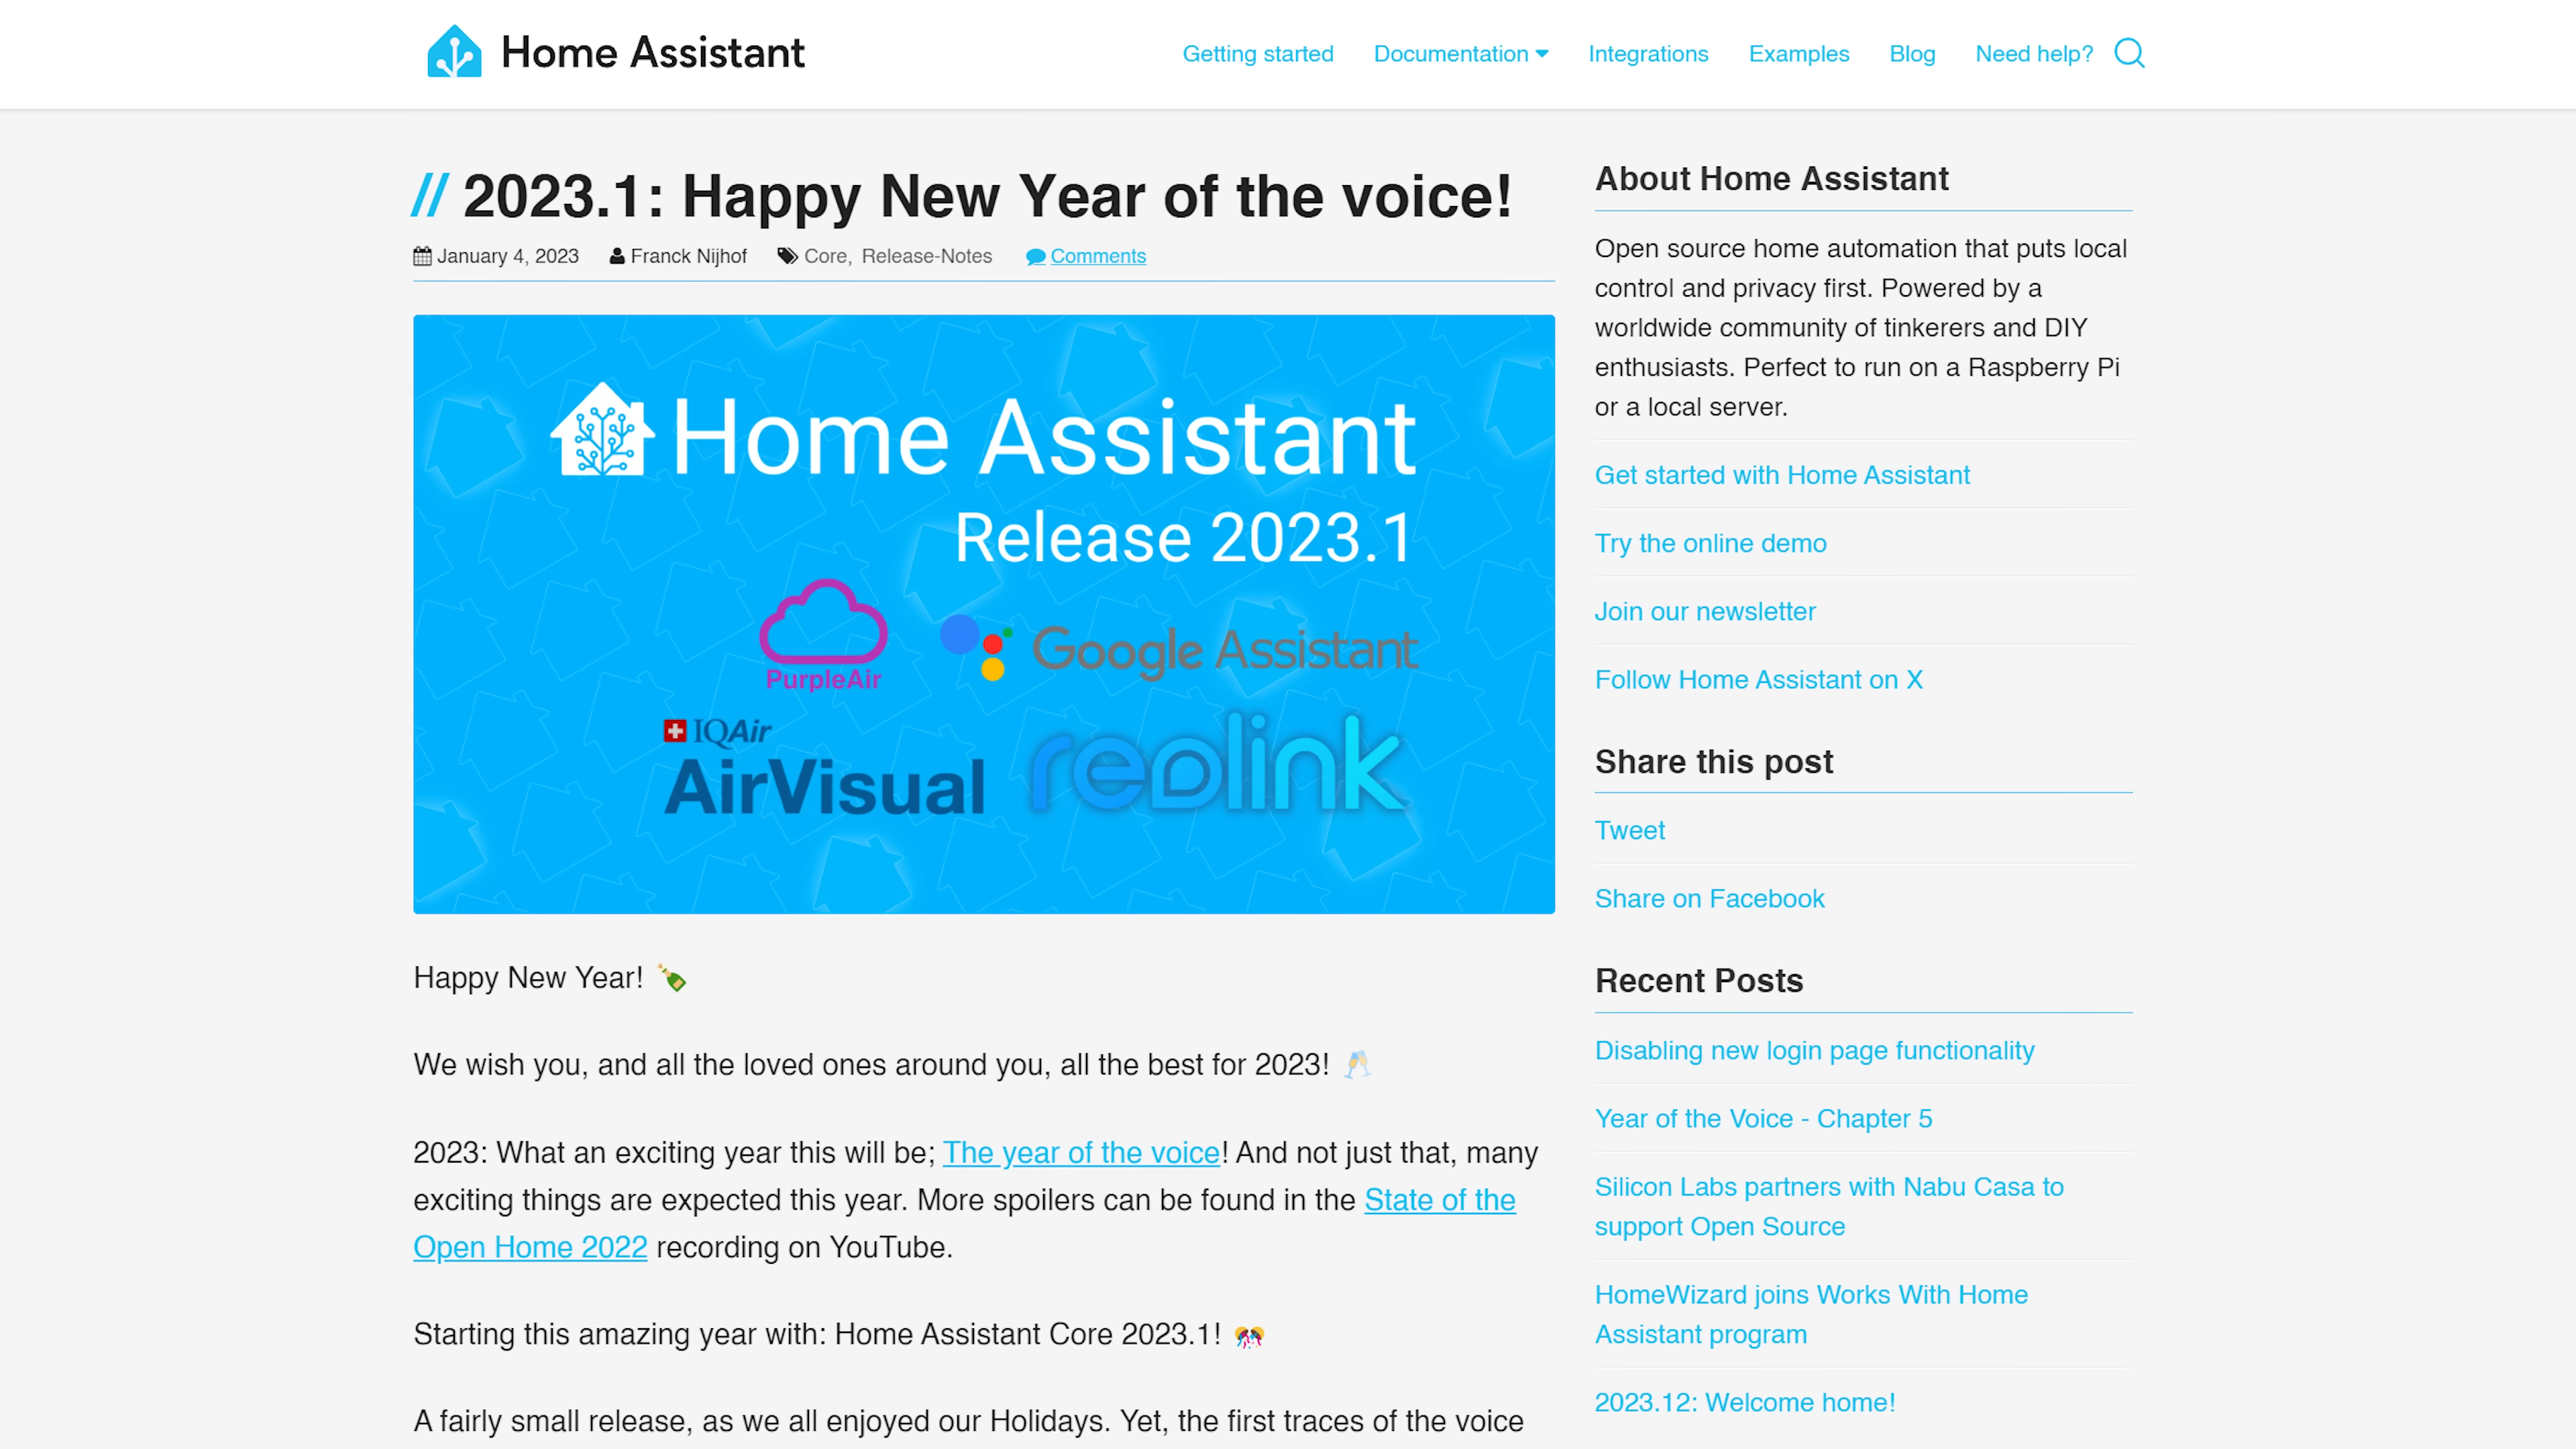 Home Assistant
Getting started
Documentation
Integrations
Examples
Blog
Need help?
// 2023.1: Happy New Year of the voice!
January 4, 2023
Franck Nijhof
Core, Release-Notes
Comments
Home Assistant
Release 2023.1
PurpleAir
Google Assistant
IQAir
AirVisual
reolink
Happy New Year!
We wish you, and all the loved ones around you, all the best for 2023!
2023: What an exciting year this will be; The year of the voice! And not just that, many
exciting things are expected this year. More spoilers can be found in the State of the
Open Home 2022 recording on YouTube.
Starting this amazing year with: Home Assistant Core 2023.1!
A fairly small release, as we all enjoyed our Holidays. Yet, the first traces of the voice
About Home Assistant
Open source home automation that puts local
control and privacy first. Powered by a
worldwide community of tinkerers and DIY
enthusiasts. Perfect to run on a Raspberry Pi
or a local server.
Get started with Home Assistant
Try the online demo
Join our newsletter
Follow Home Assistant on X
Share this post
Tweet
Share on Facebook
Recent Posts
Disabling new login page functionality
Year of the Voice - Chapter 5
Silicon Labs partners with Nabu Casa to
support Open Source
HomeWizard joins Works With Home
Assistant program
2023.12: Welcome home!